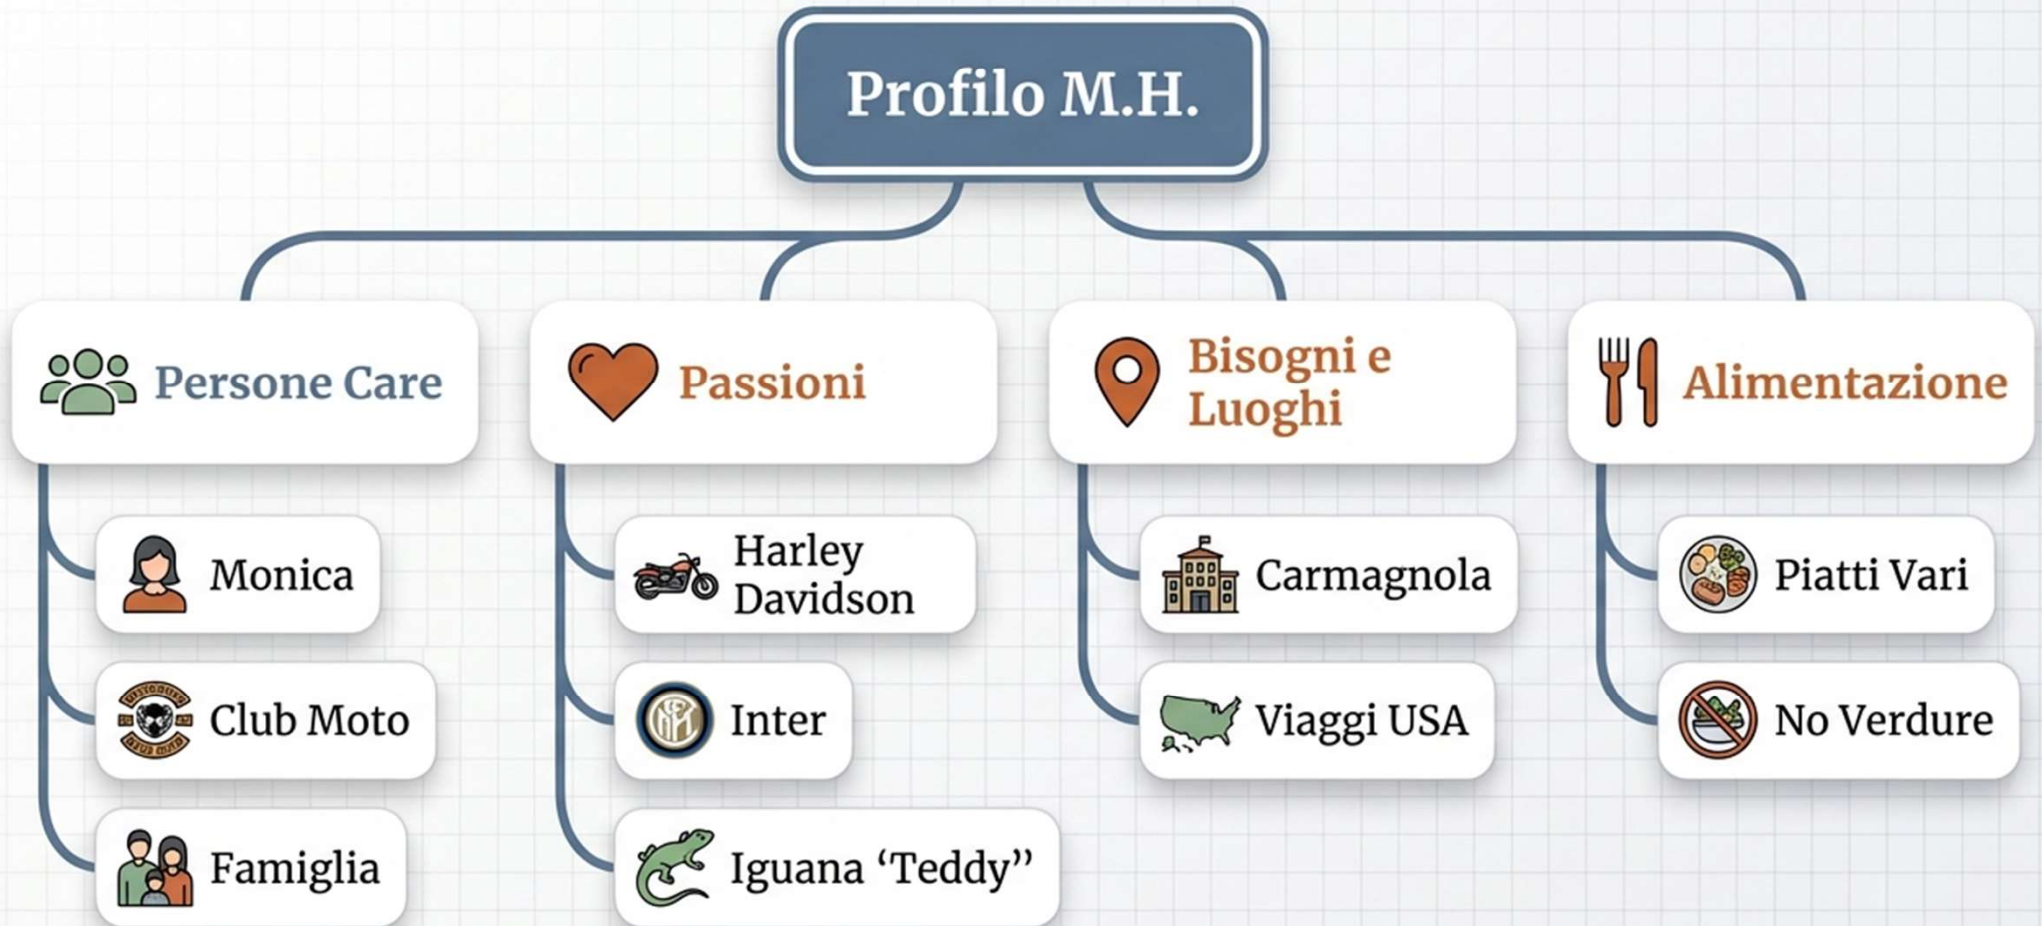 Profilo M.H.
Persone Care
Monica
Club Moto
Famiglia
Passioni
Harley
Davidson
Inter
Iguana ‘Teddy”
Bisogni e
Luoghi
Carmagnola
Viaggi USA
Alimentazione
Piatti Vari
No Verdure